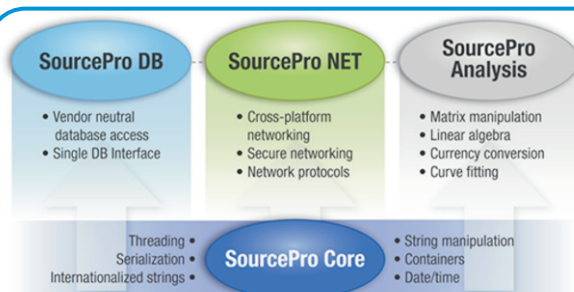 SourcePro DB
• Vendor neutral
database access
• Single DB Interface
SourcePro NET
• Cross-platform
networking
• Secure networking
• Network protocols
SourcePro
Analysis
• Matrix manipulation
• Linear algebra
• Currency conversion
• Curve fitting
Threading •
Serialization •
Internationalized strings •
SourcePro Core
• String manipulation
• Containers
• Date/time